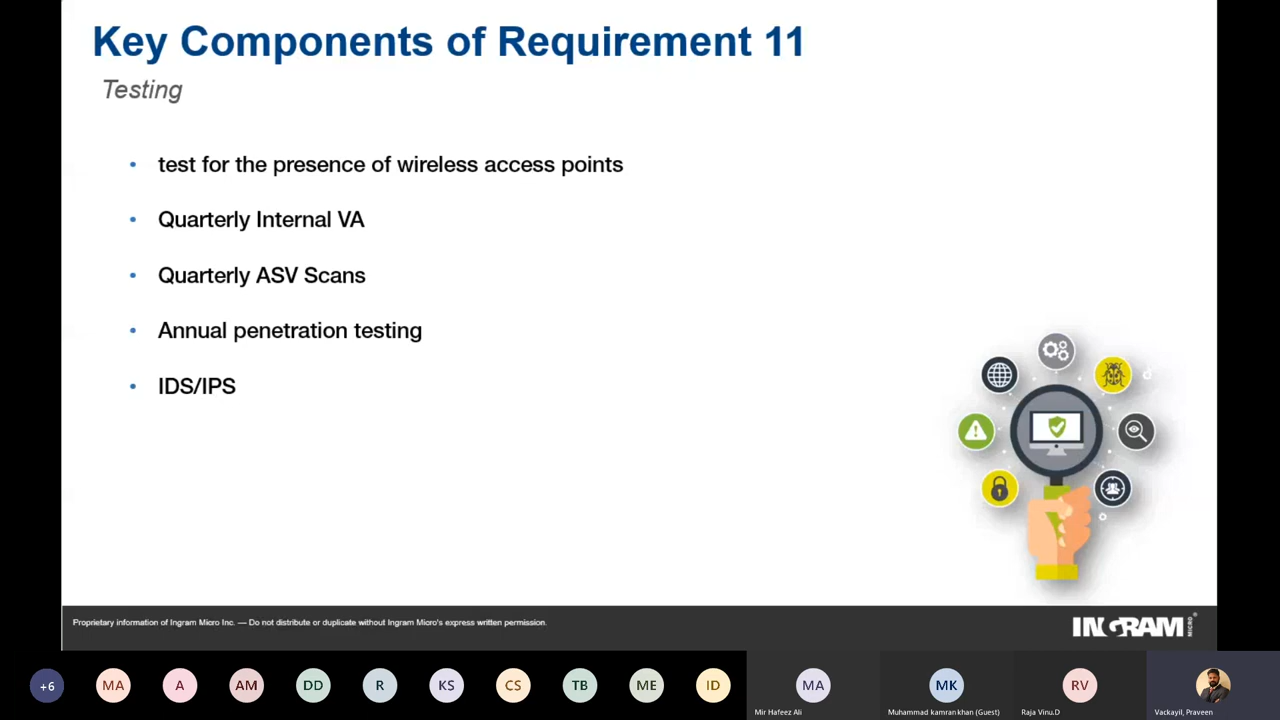 Key Components of Requirement 11
Testing
• test for the presence of wireless access points
• Quarterly Internal VA
• Quarterly ASV Scans
• Annual penetration testing
• IDS/IPS
Proprietary information of Ingram Micro Inc. — Do not distribute or duplicate without Ingram Micro's express written permission.
INGRAM MICRO®
+6
MA
A
AM
DD
R
KS
CS
TB
ME
ID
MA
MK
RV
Mir Hafeez Ali
Muhammad kamran khan (Guest)
Raja Vinu.D
Vackayil, Praveen